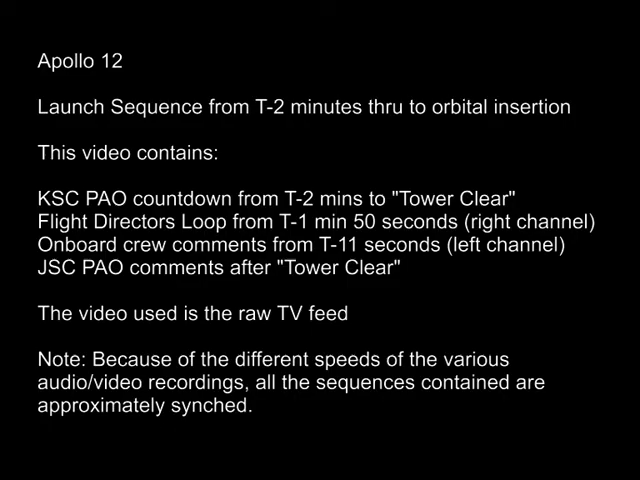 Apollo 12
Launch Sequence from T-2 minutes thru to orbital insertion
This video contains:
KSC PAO countdown from T-2 mins to "Tower Clear"
Flight Directors Loop from T-1 min 50 seconds (right channel)
Onboard crew comments from T-11 seconds (left channel)
JSC PAO comments after "Tower Clear"
The video used is the raw TV feed
Note: Because of the different speeds of the various
audio/video recordings, all the sequences contained are
approximately synched.